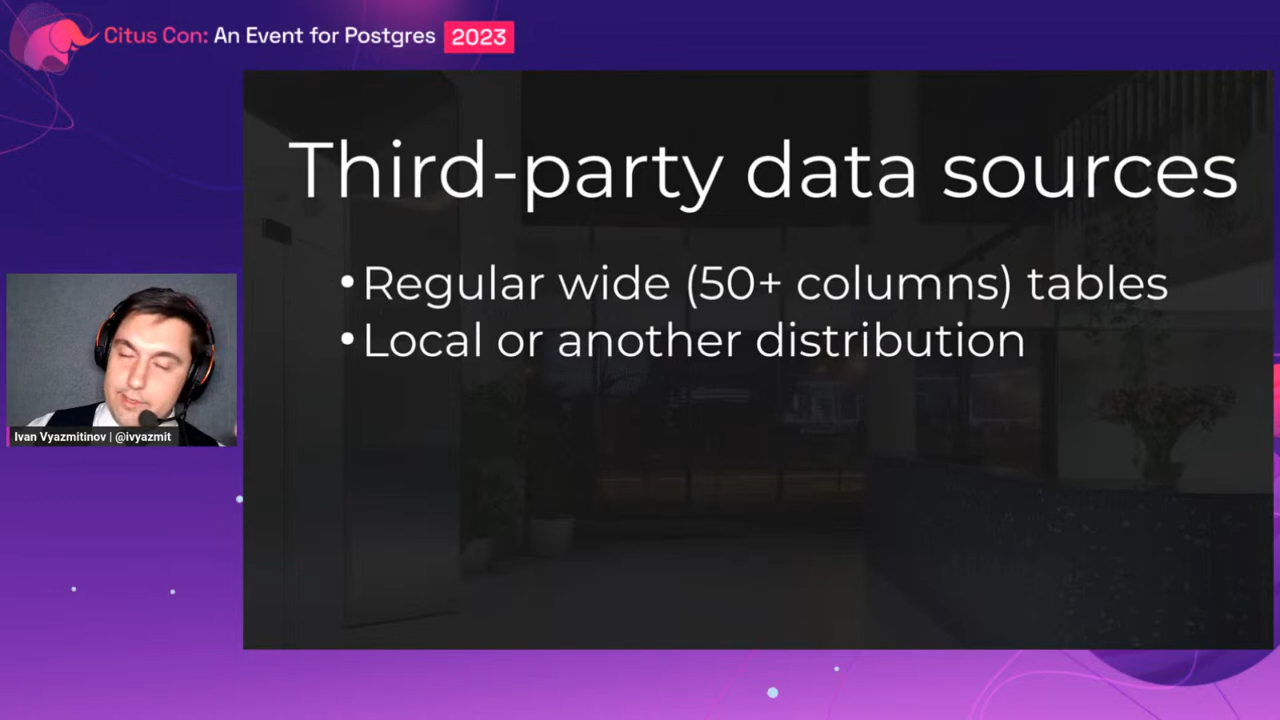 Citus Con: An Event for Postgres 2023
Third-party data sources
•Regular wide (50+ columns) tables
•Local or another distribution
Ivan Vyazmitinov | @ivyazmit